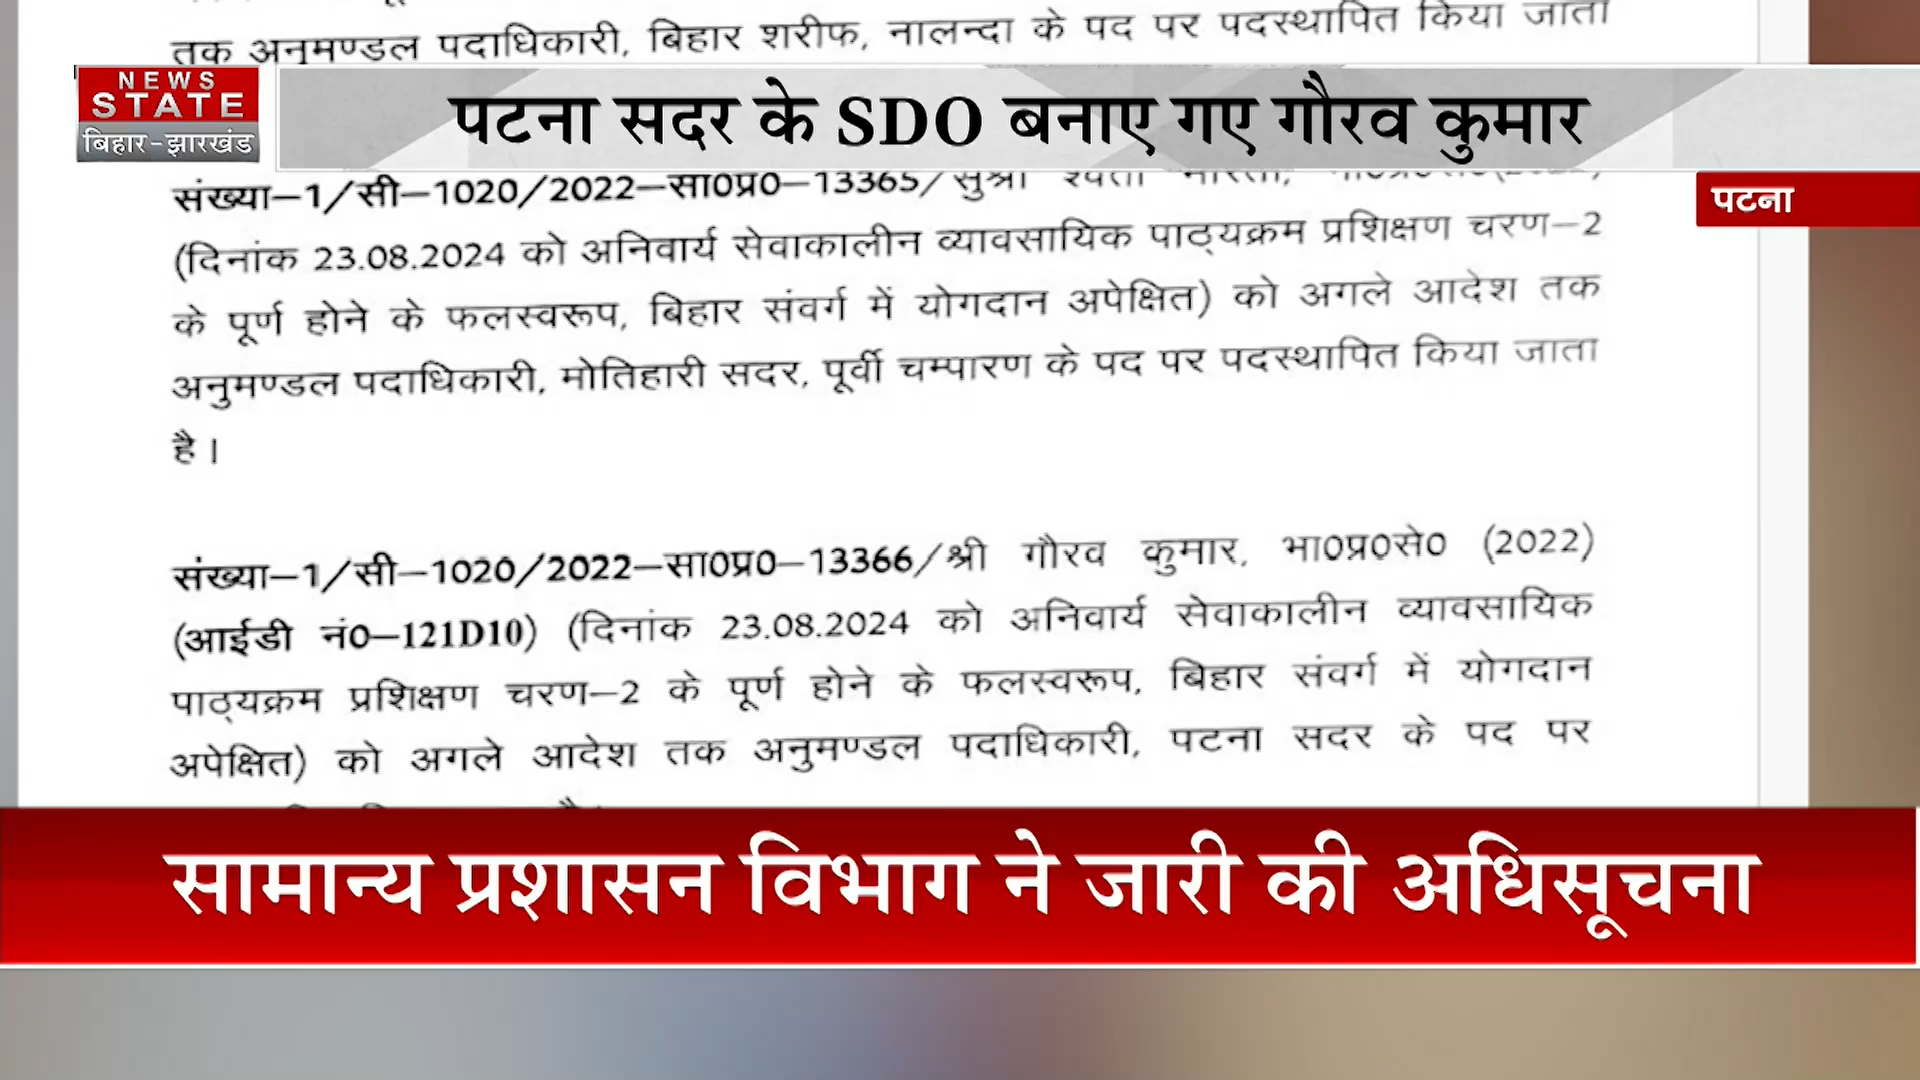 तक अनुमण्डल पदाधिकारी, बिहार शरीफ, नालन्दा के पद पर पदस्थापित किया जाता
NEWS
STATE
बिहार-झारखंड
पटना सदर के SDO बनाए गए गौरव कुमार
पटना
संख्या–1/सी–1020/2022–सा0प्र0–13365/सुश्री
(दिनांक 23.08.2024 को अनिवार्य सेवाकालीन व्यावसायिक पाठ्यक्रम प्रशिक्षण चरण–2
के पूर्ण होने के फलस्वरूप, बिहार संवर्ग में योगदान अपेक्षित) को अगले आदेश तक
अनुमण्डल पदाधिकारी, मोतिहारी सदर, पूर्वी चम्पारण के पद पर पदस्थापित किया जाता
है।
संख्या–1/सी–1020/2022–सा0प्र0–13366/श्री गौरव कुमार, भा0प्र0से0 (2022)
(आईडी नं0–121D10) (दिनांक 23.08.2024 को अनिवार्य सेवाकालीन व्यावसायिक
पाठ्यक्रम प्रशिक्षण चरण–2 के पूर्ण होने के फलस्वरूप, बिहार संवर्ग में योगदान
अपेक्षित) को अगले आदेश तक अनुमण्डल पदाधिकारी, पटना सदर के पद पर
सामान्य प्रशासन विभाग ने जारी की अधिसूचना